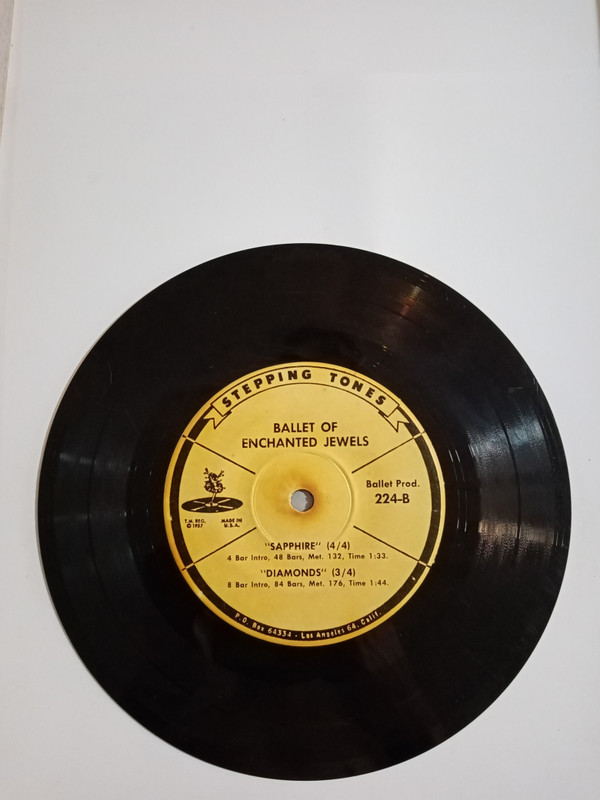 STEPPING TONES
BALLET OF
ENCHANTED JEWELS
Ballet Prod.
224-B
T.M. REG.
© 1957
MADE IN
U.S.A.
"SAPPHIRE" (4/4)
4 Bar Intro, 48 Bars, Met. 132, Time 1:33.
"DIAMONDS" (3/4)
8 Bar Intro, 84 Bars, Met. 176, Time 1:44.
P.O. Box 64334 - Los Angeles 64, Calif.